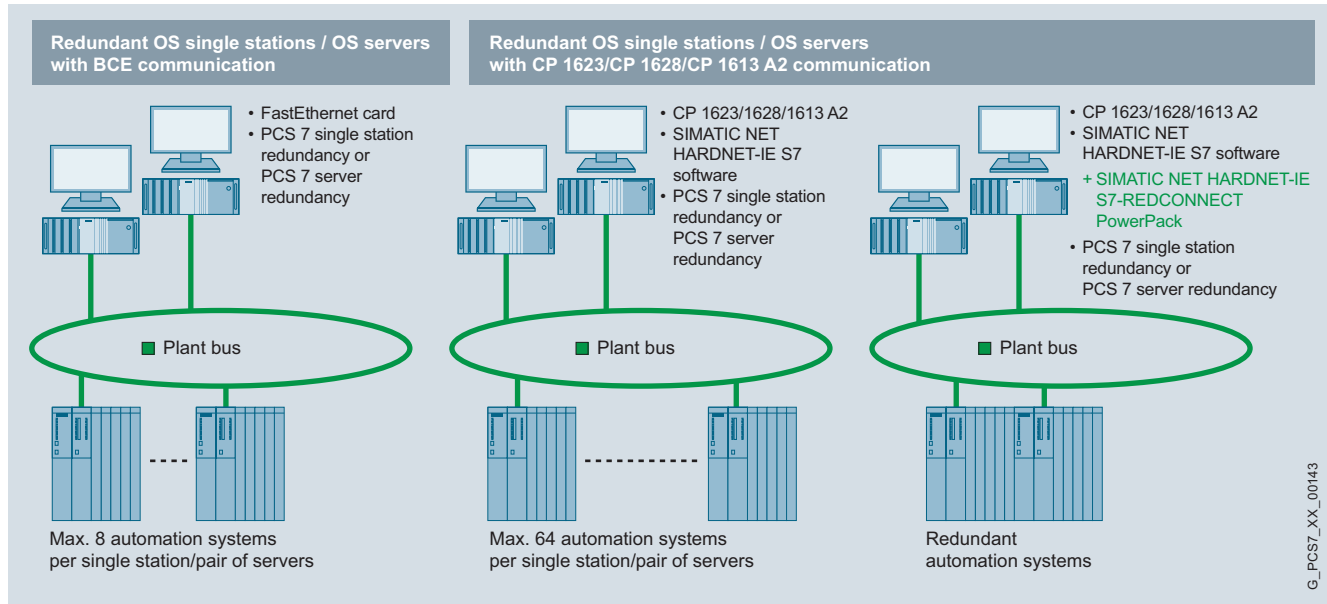 Redundant OS single stations / OS servers
with BCE communication
• FastEthernet card
• PCS 7 single station
redundancy or
PCS 7 server
redundancy
Plant bus
Max. 8 automation systems
per single station/pair of servers
Redundant OS single stations / OS servers
with CP 1623/CP 1628/CP 1613 A2 communication
• CP 1623/1628/1613 A2
• SIMATIC NET
HARDNET-IE S7
software
• PCS 7 single station
redundancy or
PCS 7 server
redundancy
Plant bus
Max. 64 automation systems
per single station/pair of servers
• CP 1623/1628/1613 A2
• SIMATIC NET
HARDNET-IE S7 software
+ SIMATIC NET HARDNET-IE
S7-REDCONNECT
PowerPack
• PCS 7 single station
redundancy or
PCS 7 server redundancy
Plant bus
Redundant
automation systems
G_PCS7_XX_00143